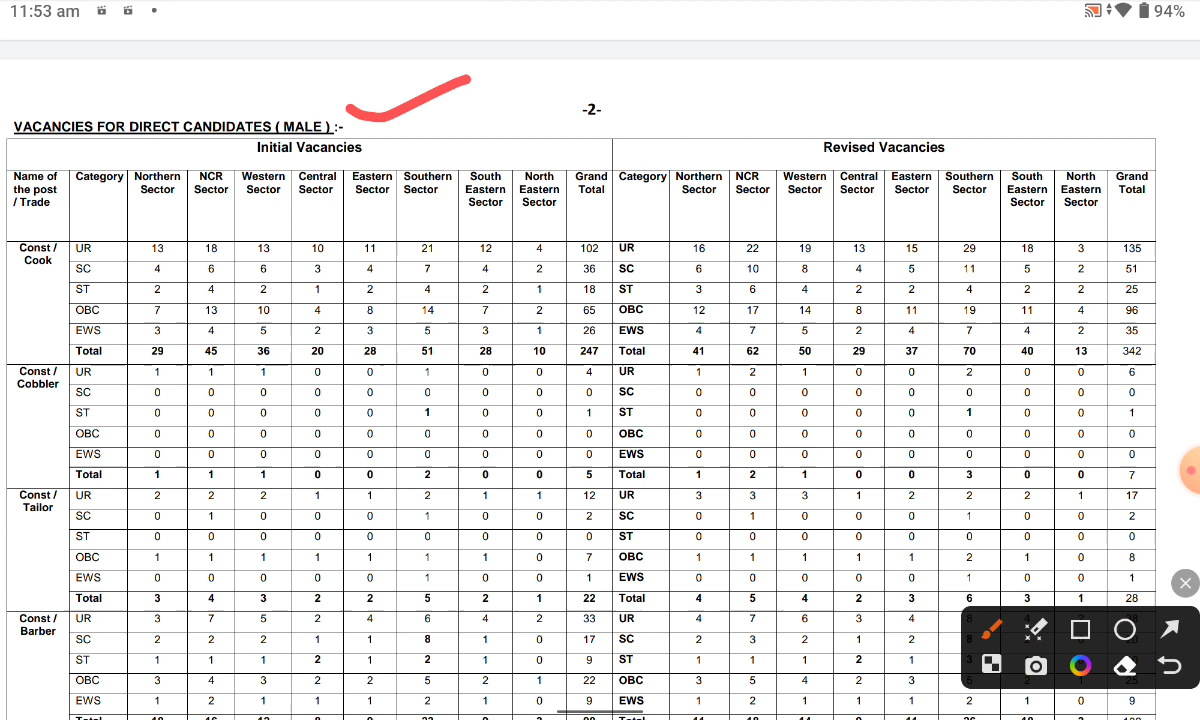 11:53 am 94%
-2-
VACANCIES FOR DIRECT CANDIDATES ( MALE ) :-
Initial Vacancies Revised Vacancies
Name of the post / Trade Category Northern Sector NCR Sector Western Sector Central Sector Eastern Sector Southern Sector South Eastern Sector North Eastern Sector Grand Total Category Northern Sector NCR Sector Western Sector Central Sector Eastern Sector Southern Sector South Eastern Sector North Eastern Sector Grand Total
Const / Cook UR 13 18 13 10 11 21 12 4 102 UR 16 22 19 13 15 29 18 3 135
SC 4 6 6 3 4 7 4 2 36 SC 6 10 8 4 5 11 5 2 51
ST 2 4 2 1 2 4 2 1 18 ST 3 6 4 2 2 4 2 2 25
OBC 7 13 10 4 8 14 7 2 65 OBC 12 17 14 8 11 19 11 4 96
EWS 3 4 5 2 3 5 3 1 26 EWS 4 7 5 2 4 7 4 2 35
Total 29 45 36 20 28 51 28 10 247 Total 41 62 50 29 37 70 40 13 342
Const / Cobbler UR 1 1 1 0 0 1 0 0 4 UR 1 2 1 0 0 2 0 0 6
SC 0 0 0 0 0 0 0 0 0 SC 0 0 0 0 0 0 0 0 0
ST 0 0 0 0 0 1 0 0 1 ST 0 0 0 0 0 1 0 0 1
OBC 0 0 0 0 0 0 0 0 0 OBC 0 0 0 0 0 0 0 0 0
EWS 0 0 0 0 0 0 0 0 0 EWS 0 0 0 0 0 0 0 0 0
Total 1 1 1 0 0 2 0 0 5 Total 1 2 1 0 0 3 0 0 7
Const / Tailor UR 2 2 2 1 1 2 1 1 12 UR 3 3 3 1 2 2 2 1 17
SC 0 1 0 0 0 1 0 0 2 SC 0 1 0 0 0 1 0 0 2
ST 0 0 0 0 0 0 0 0 0 ST 0 0 0 0 0 0 0 0 0
OBC 1 1 1 1 1 1 1 0 7 OBC 1 1 1 1 1 2 1 0 8
EWS 0 0 0 0 0 1 0 0 1 EWS 0 0 0 0 0 1 0 0 1
Total 3 4 3 2 2 5 2 1 22 Total 4 5 4 2 3 6 3 1 28
Const / Barber UR 3 7 5 2 4 6 4 2 33 UR 4 7 6 3 4
SC 2 2 2 1 1 8 1 0 17 SC 2 3 2 1 2
ST 1 1 1 2 1 2 1 0 9 ST 1 1 1 2 1
OBC 3 4 3 2 2 5 2 1 22 OBC 3 5 4 2 3
EWS 1 2 1 1 1 2 1 0 9 EWS 1 2 1 1 1 2 1 0 9